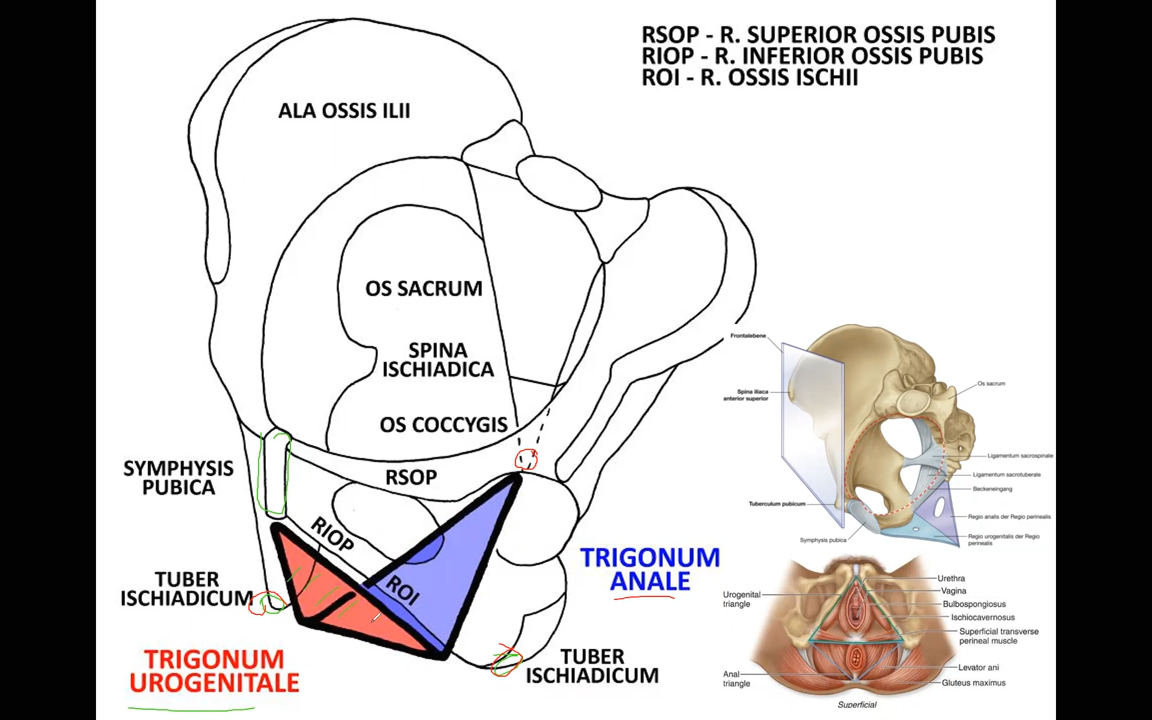 RSOP - R. SUPERIOR OSSIS PUBIS
RIOP - R. INFERIOR OSSIS PUBIS
ROI - R. OSSIS ISCHII
ALA OSSIS ILII
OS SACRUM
SPINA
ISCHIADICA
OS COCCYGIS
SYMPHYSIS
PUBICA
RSOP
RIOP
ROI
TUBER
ISCHIADICUM
TRIGONUM
ANALE
TRIGONUM
UROGENITALE
TUBER
ISCHIADICUM
Frontalebene
Spina iliaca
anterior superior
Os sacrum
Ligamentum sacrospinale
Ligamentum sacrotuberale
Beckeneingang
Tuberculum pubicum
Regio analis der Regio perinealis
Symphysis pubica
Regio urogenitalis der Regio
perinealis
Urethra
Vagina
Urogenital
triangle
Bulbospongiosus
Ischiocavernosus
Superficial transverse
perineal muscle
Levator ani
Anal
triangle
Gluteus maximus
Superficial